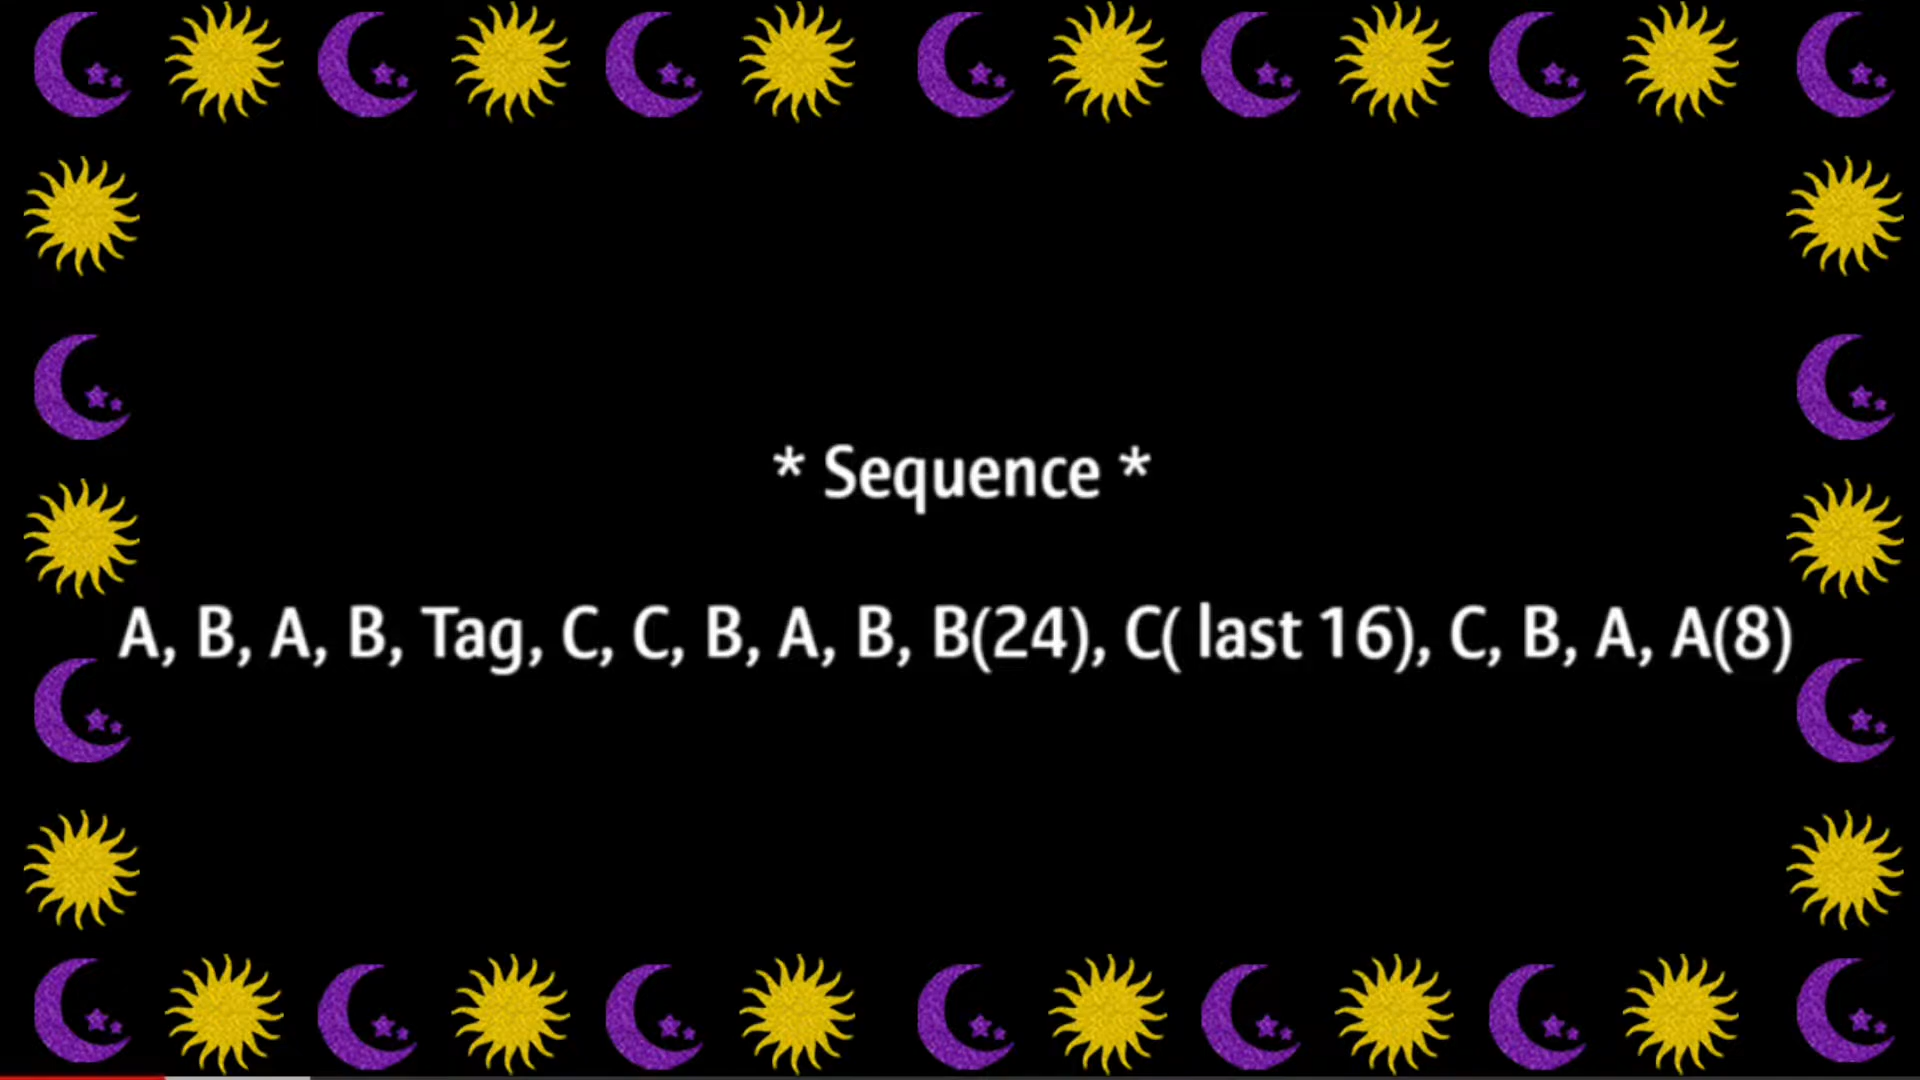 * Sequence *
A, B, A, B, Tag, C, C, B, A, B, B(24), C( last 16), C, B, A, A(8)